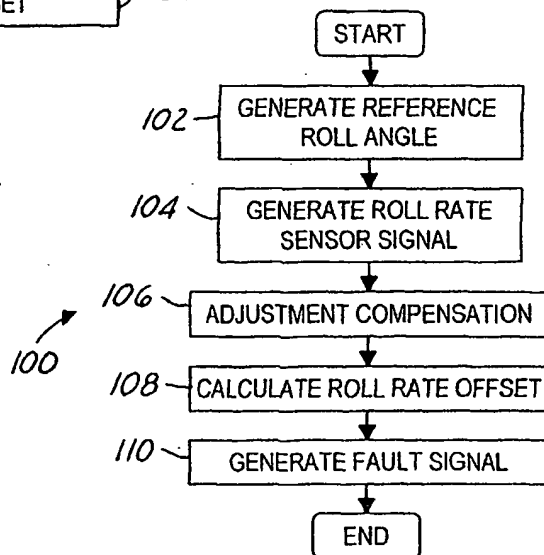 START
102
GENERATE REFERENCE
ROLL ANGLE
104
GENERATE ROLL RATE
SENSOR SIGNAL
106
ADJUSTMENT COMPENSATION
100
108
CALCULATE ROLL RATE OFFSET
110
GENERATE FAULT SIGNAL
END